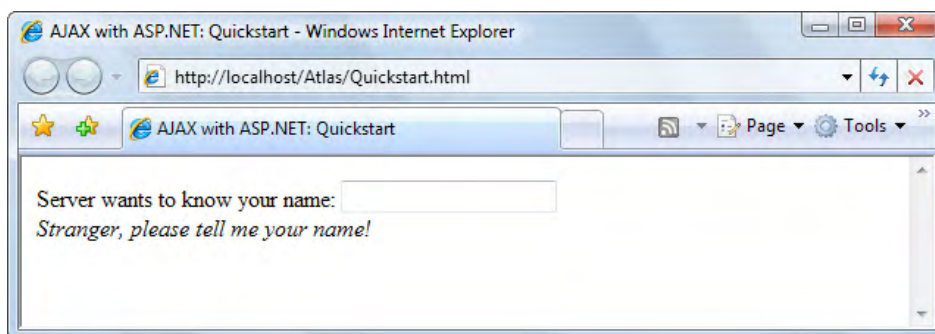 AJAX with ASP.NET: Quickstart - Windows Internet Explorer
http://localhost/Atlas/Quickstart.html
AJAX with ASP.NET: Quickstart Page Tools
Server wants to know your name:
Stranger, please tell me your name!